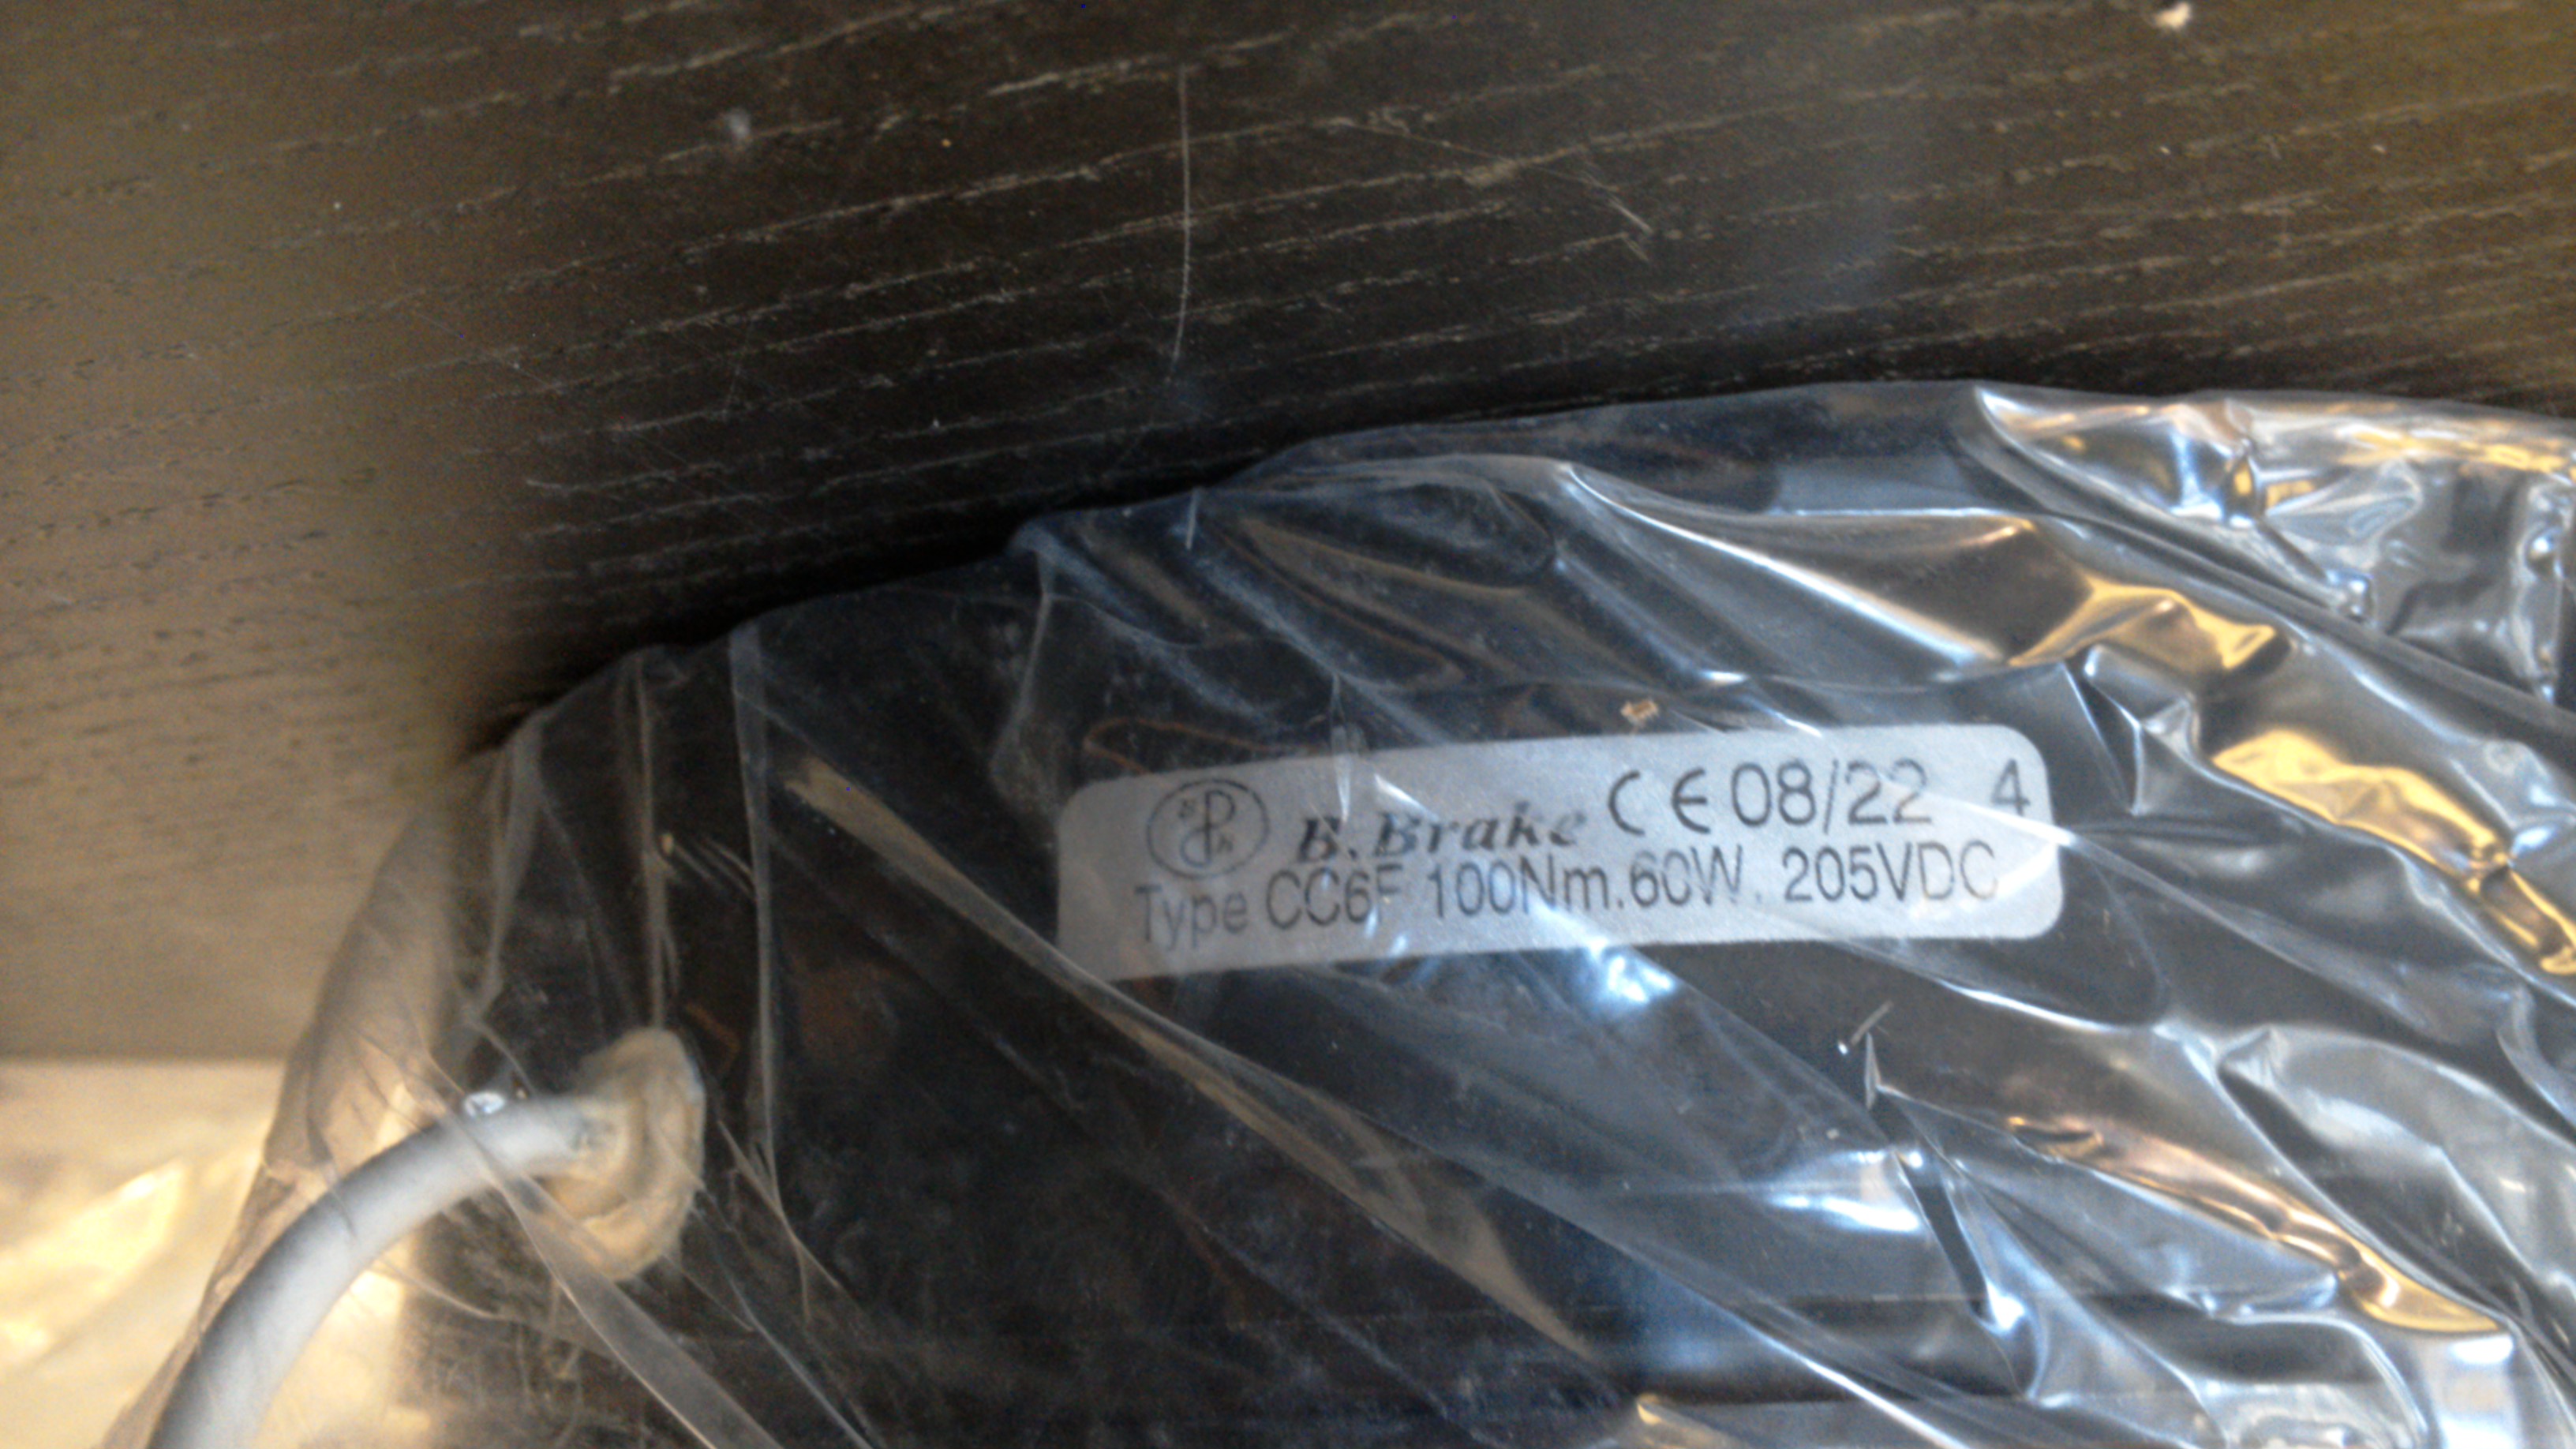 B.Brake CE 08/22 4
Type CC6F 100Nm.60W. 205VDC